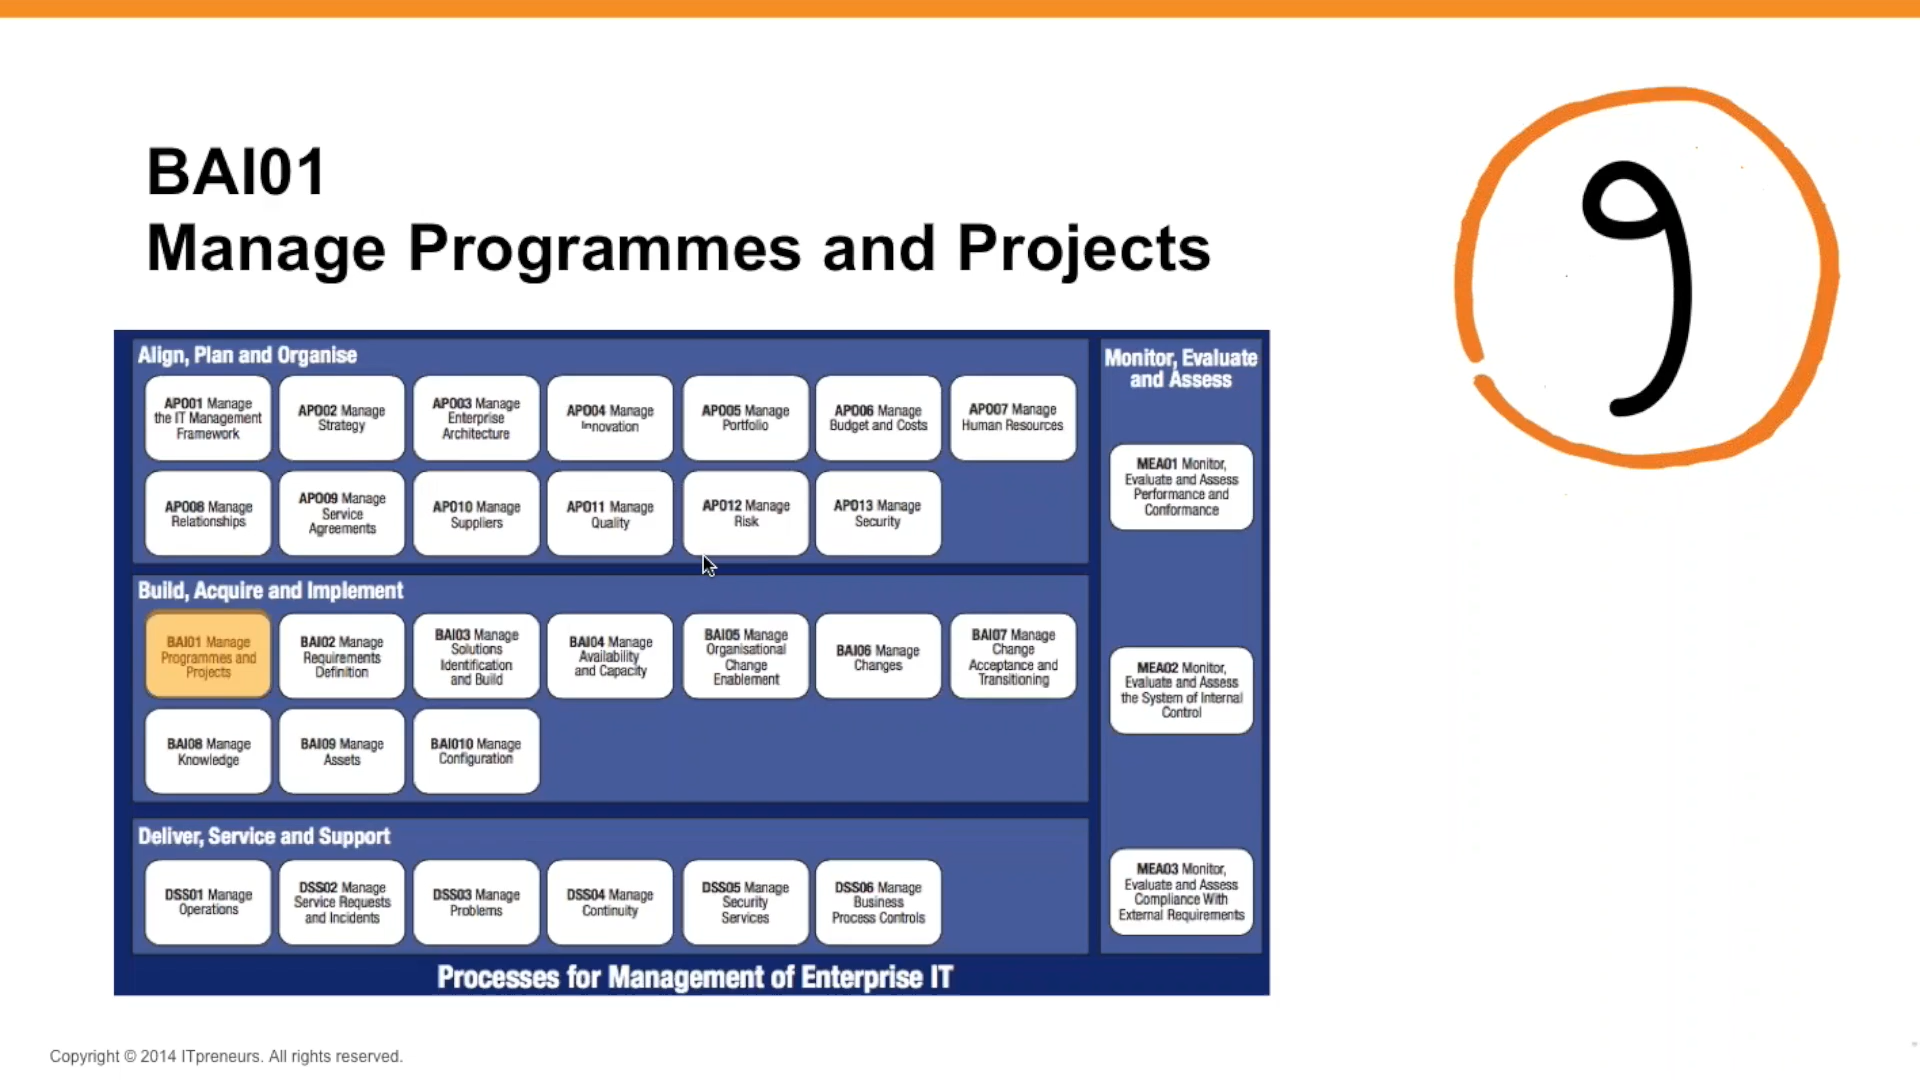 BAI01
Manage Programmes and Projects
9
Align, Plan and Organise
APO01 Manage
the IT Management
Framework
APO02 Manage
Strategy
APO03 Manage
Enterprise
Architecture
APO04 Manage
Innovation
APO05 Manage
Portfolio
APO06 Manage
Budget and Costs
APO07 Manage
Human Resources
APO08 Manage
Relationships
APO09 Manage
Service
Agreements
APO10 Manage
Suppliers
APO11 Manage
Quality
APO12 Manage
Risk
APO13 Manage
Security
Build, Acquire and Implement
BAI01 Manage
Programmes and
Projects
BAI02 Manage
Requirements
Definition
BAI03 Manage
Solutions
Identification
and Build
BAI04 Manage
Availability
and Capacity
BAI05 Manage
Organisational
Change
Enablement
BAI06 Manage
Changes
BAI07 Manage
Change
Acceptance and
Transitioning
BAI08 Manage
Knowledge
BAI09 Manage
Assets
BAI010 Manage
Configuration
Deliver, Service and Support
DSS01 Manage
Operations
DSS02 Manage
Service Requests
and Incidents
DSS03 Manage
Problems
DSS04 Manage
Continuity
DSS05 Manage
Security
Services
DSS06 Manage
Business
Process Controls
Monitor, Evaluate
and Assess
MEA01 Monitor,
Evaluate and Assess
Performance and
Conformance
MEA02 Monitor,
Evaluate and Assess
the System of Internal
Control
MEA03 Monitor,
Evaluate and Assess
Compliance With
External Requirements
Processes for Management of Enterprise IT
Copyright © 2014 ITpreneurs. All rights reserved.